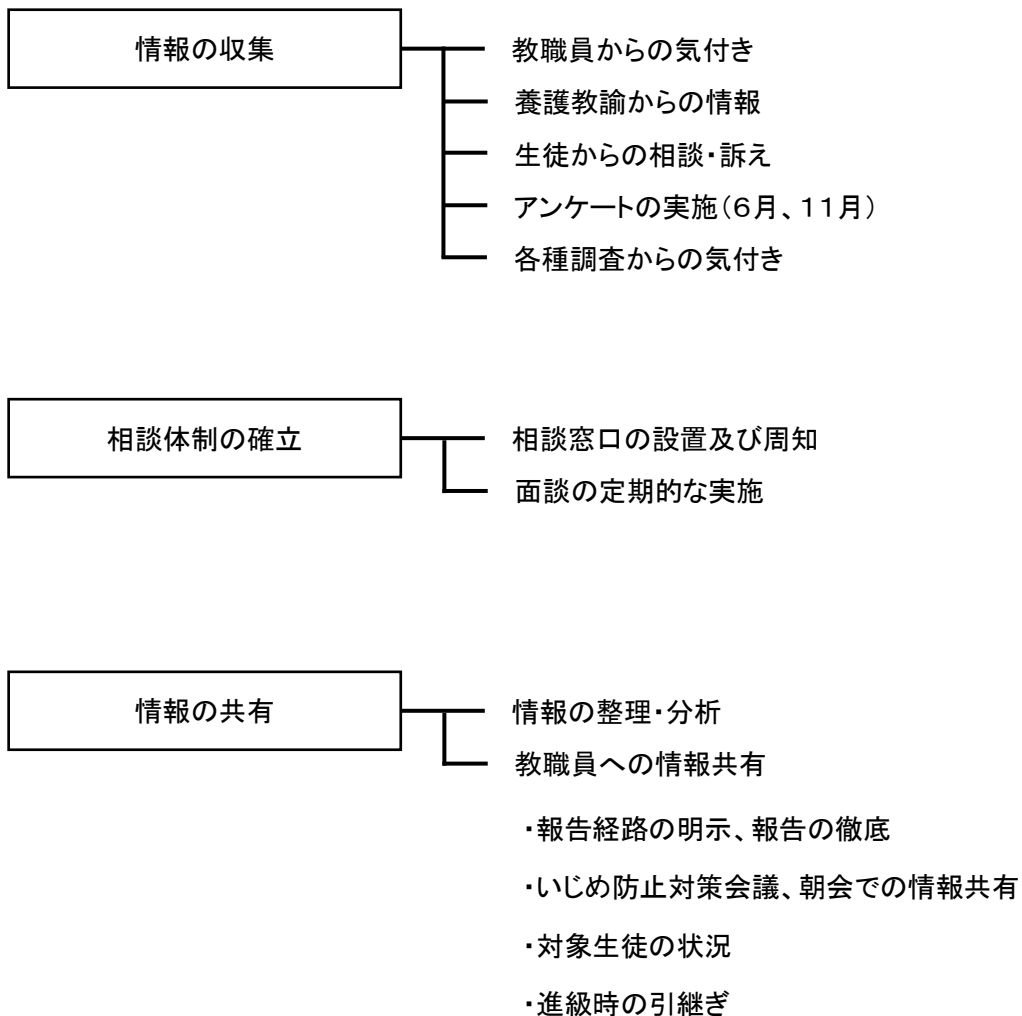 情報の収集
教職員からの気付き
養護教諭からの情報
生徒からの相談・訴え
アンケートの実施(6月、11月)
各種調査からの気付き
相談体制の確立
相談窓口の設置及び周知
面談の定期的な実施
情報の共有
情報の整理・分析
教職員への情報共有
・報告経路の明示、報告の徹底
・いじめ防止対策会議、朝会での情報共有
・対象生徒の状況
・進級時の引継ぎ